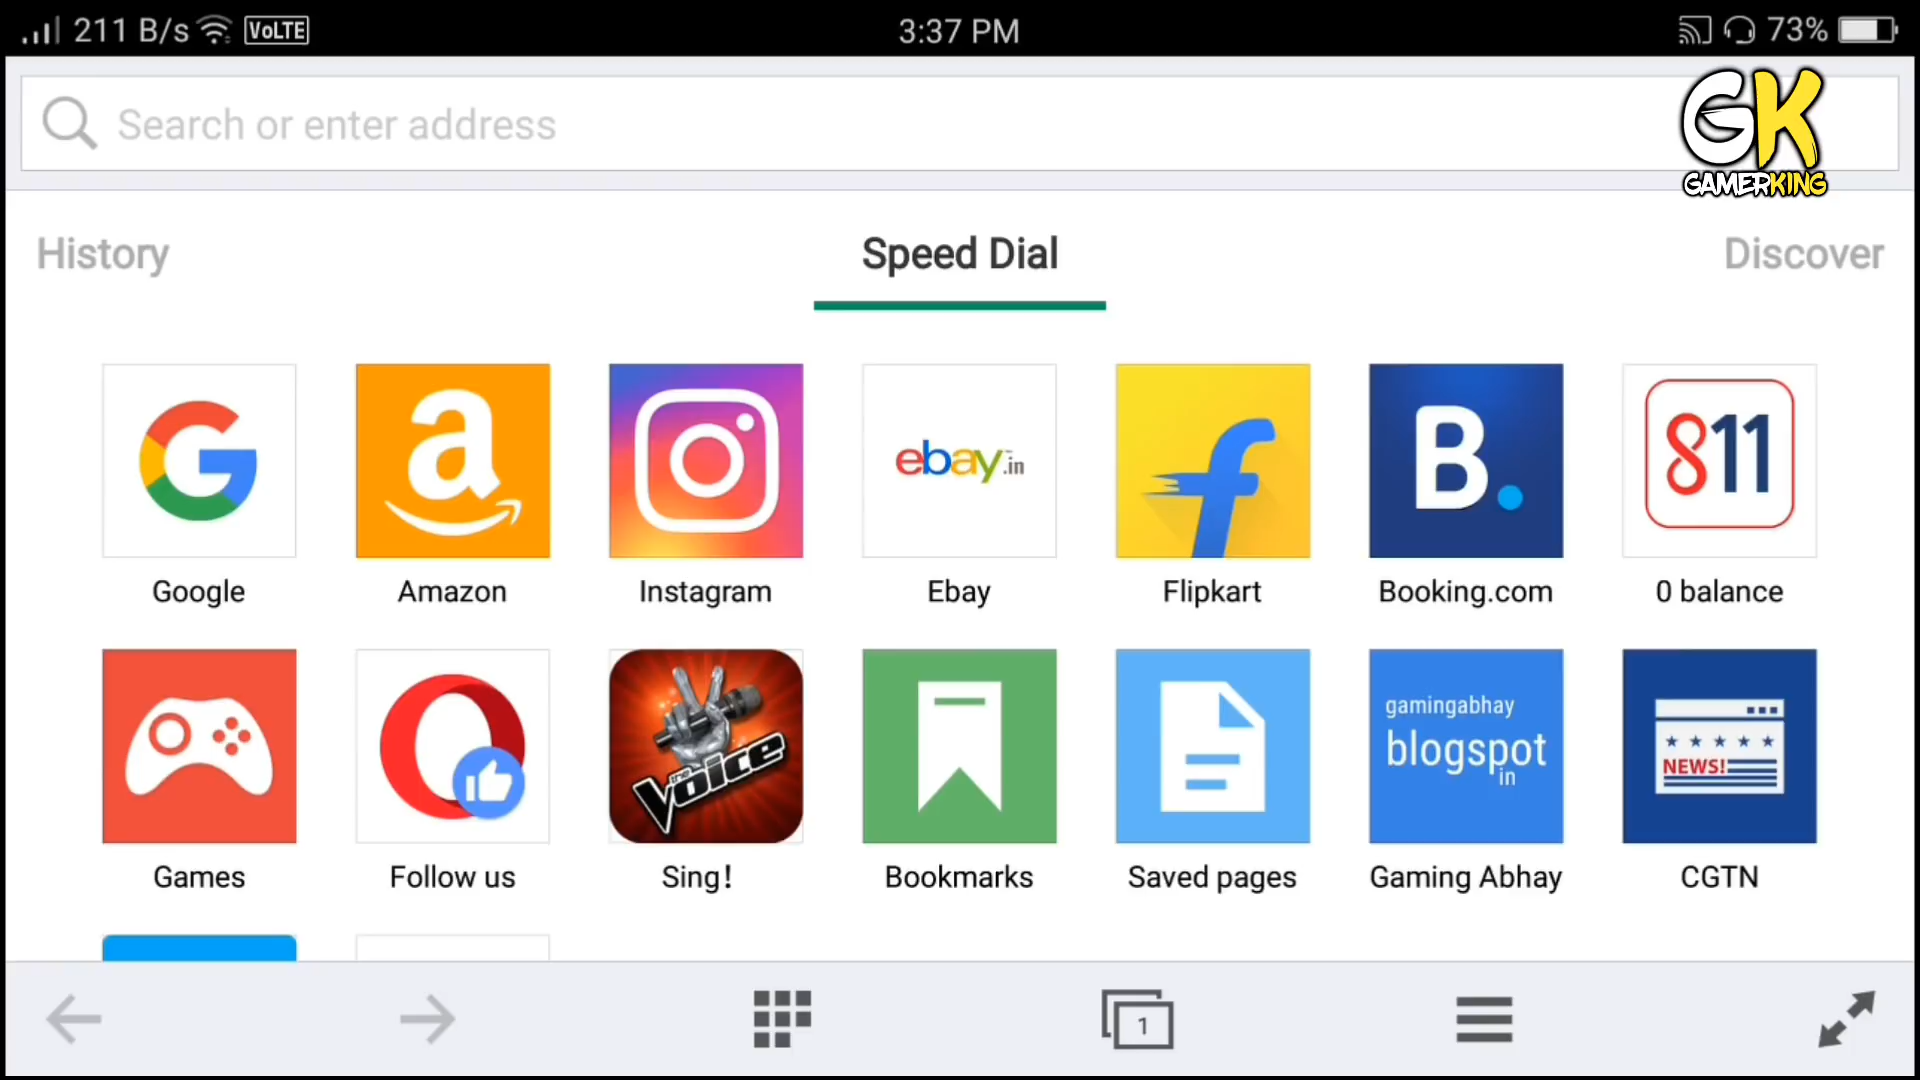 211 B/s VoLTE 3:37 PM 73%
Search or enter address
GK
GAMERKING
History Speed Dial Discover
ebay.in
B.
811
Google Amazon Instagram Ebay Flipkart Booking.com 0 balance
the Voice
gamingabhay
blogspot
in
NEWS!
Games Follow us Sing! Bookmarks Saved pages Gaming Abhay CGTN
1